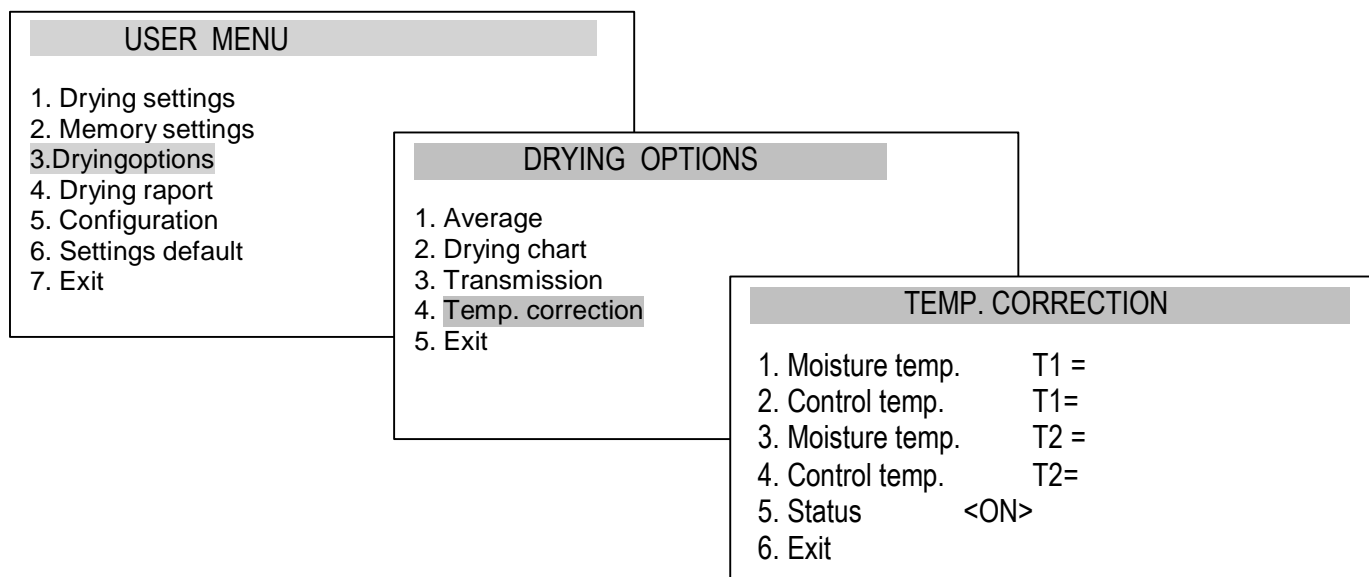 USER MENU
1. Drying settings
2. Memory settings
3.Dryingoptions
4. Drying raport
5. Configuration
6. Settings default
7. Exit
DRYING OPTIONS
1. Average
2. Drying chart
3. Transmission
4. Temp. correction
5. Exit
TEMP. CORRECTION
1. Moisture temp. T1 =
2. Control temp. T1=
3. Moisture temp. T2 =
4. Control temp. T2=
5. Status <ON>
6. Exit